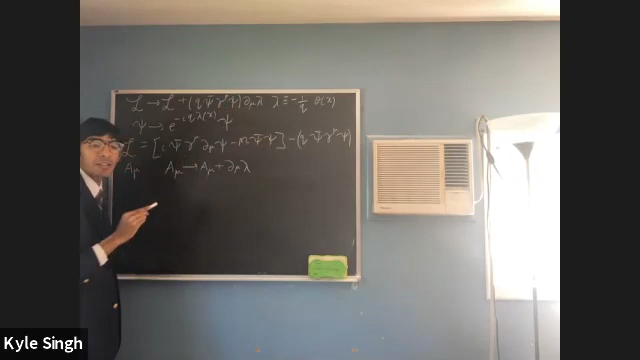 ℒ → ℒ + (q ψ̄ γ^μ ψ) ∂_μ λ   λ ≡ -1/q θ(x)
ψ → e^{-iqλ(x)} ψ
ℒ = [i ψ̄ γ^μ ∂_μ ψ - m ψ̄ ψ] - (q ψ̄ γ^μ ψ)
A_μ   A_μ → A_μ + ∂_μ λ
Kyle Singh